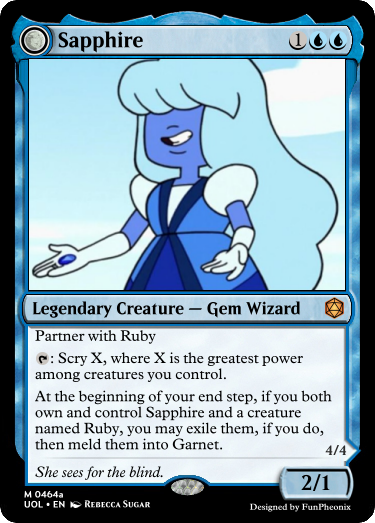 Sapphire 1
Legendary Creature — Gem Wizard
Partner with Ruby
: Scry X, where X is the greatest power
among creatures you control.
At the beginning of your end step, if you both
own and control Sapphire and a creature
named Ruby, you may exile them, if you do,
then meld them into Garnet.
4/4
She sees for the blind.
2/1
M 0464a
UOL • EN Rebecca Sugar
Designed by FunPheonix